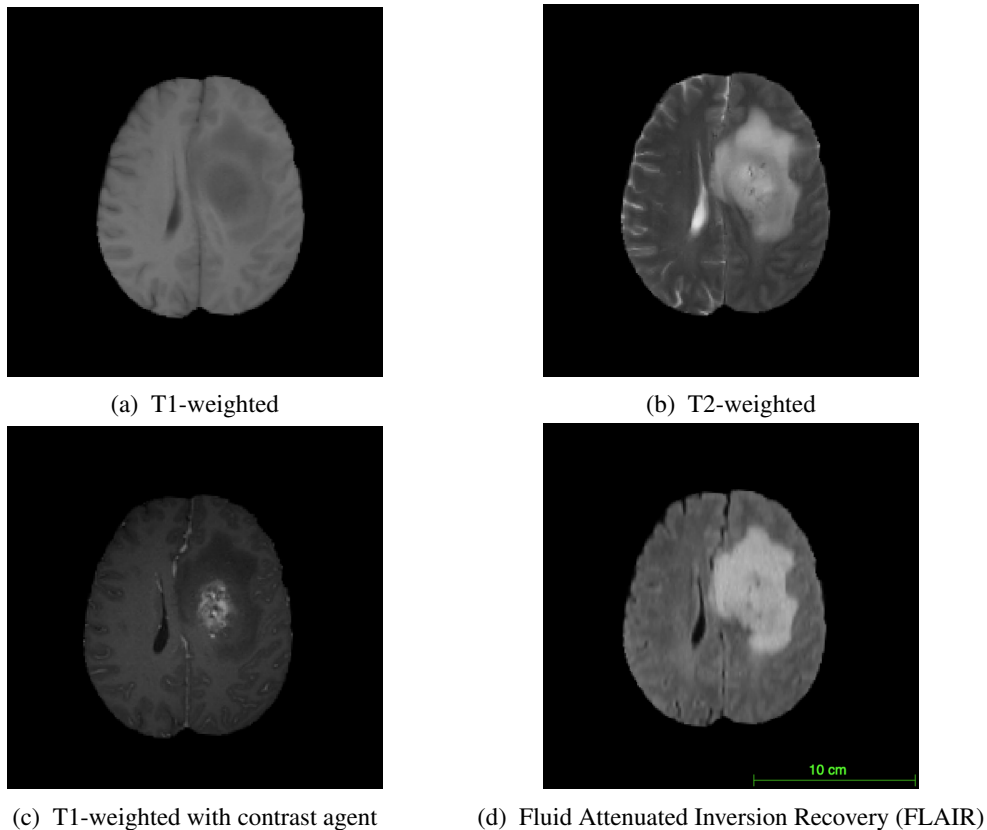 (a) T1-weighted
(b) T2-weighted
10 cm
(c) T1-weighted with contrast agent
(d) Fluid Attenuated Inversion Recovery (FLAIR)